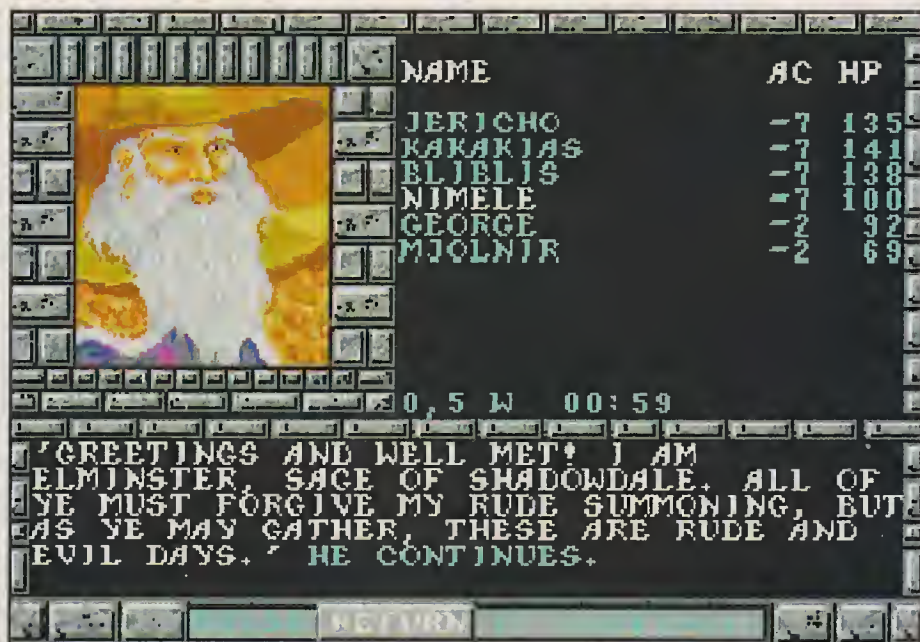 NAME AC HP
JERICHO -7 135
KAKAKIAS -7 141
BLIBLIS -7 138
NIMELE -7 100
GEORGE -2 92
MJOLNIR -2 69
0,5 W 00:59
'GREETINGS AND WELL MET! I AM
ELMINSTER, SAGE OF SHADOWDALE. ALL OF
YE MUST FORGIVE MY RUDE SUMMONING, BUT
AS YE MAY GATHER, THESE ARE RUDE AND
EVIL DAYS.' HE CONTINUES.
RETURN